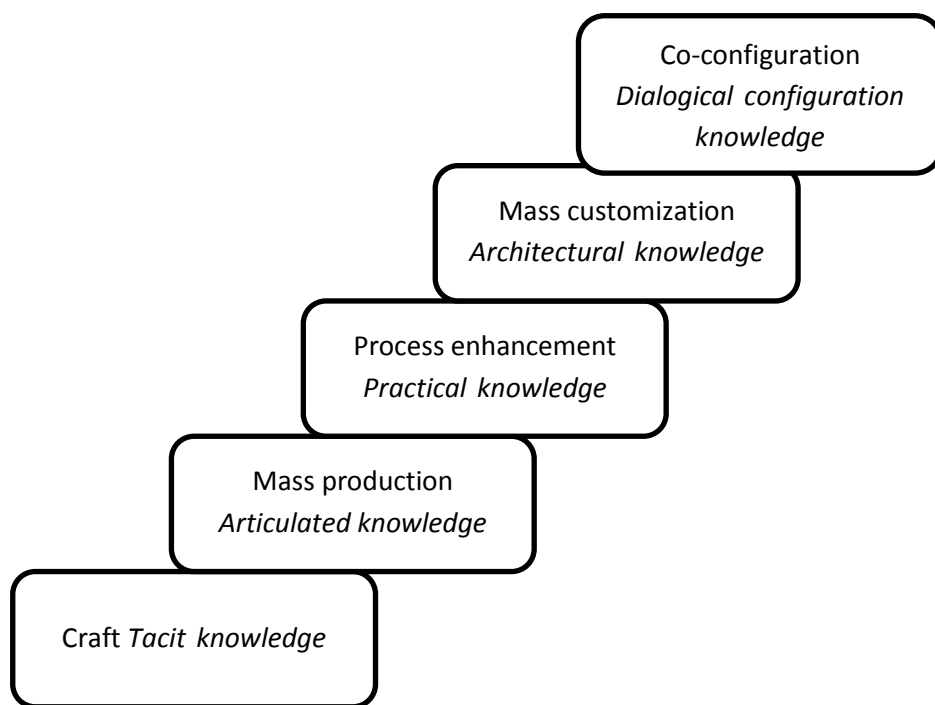 Co-configuration
Dialogical configuration
knowledge
Mass customization
Architectural knowledge
Process enhancement
Practical knowledge
Mass production
Articulated knowledge
Craft Tacit knowledge